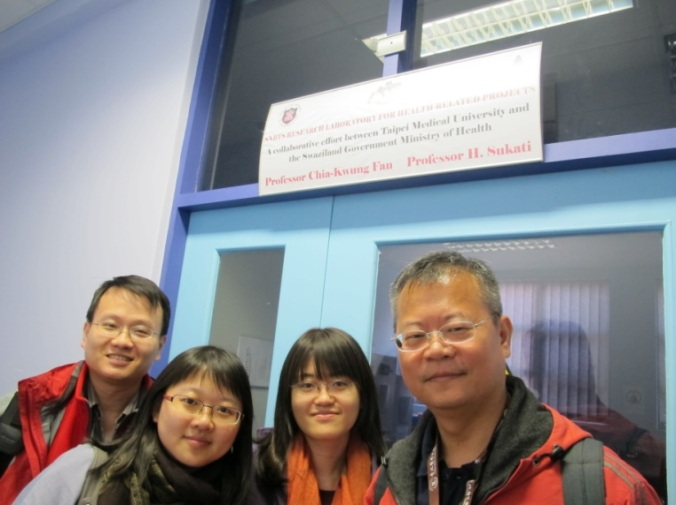 RESEARCH LABORATORY FOR HEALTH RELATED PROJECTS
A collaborative effort between Taipei Medical University and
the Swaziland Government Ministry of Health
Professor Chia-Kwung Fan Professor H. Sukati